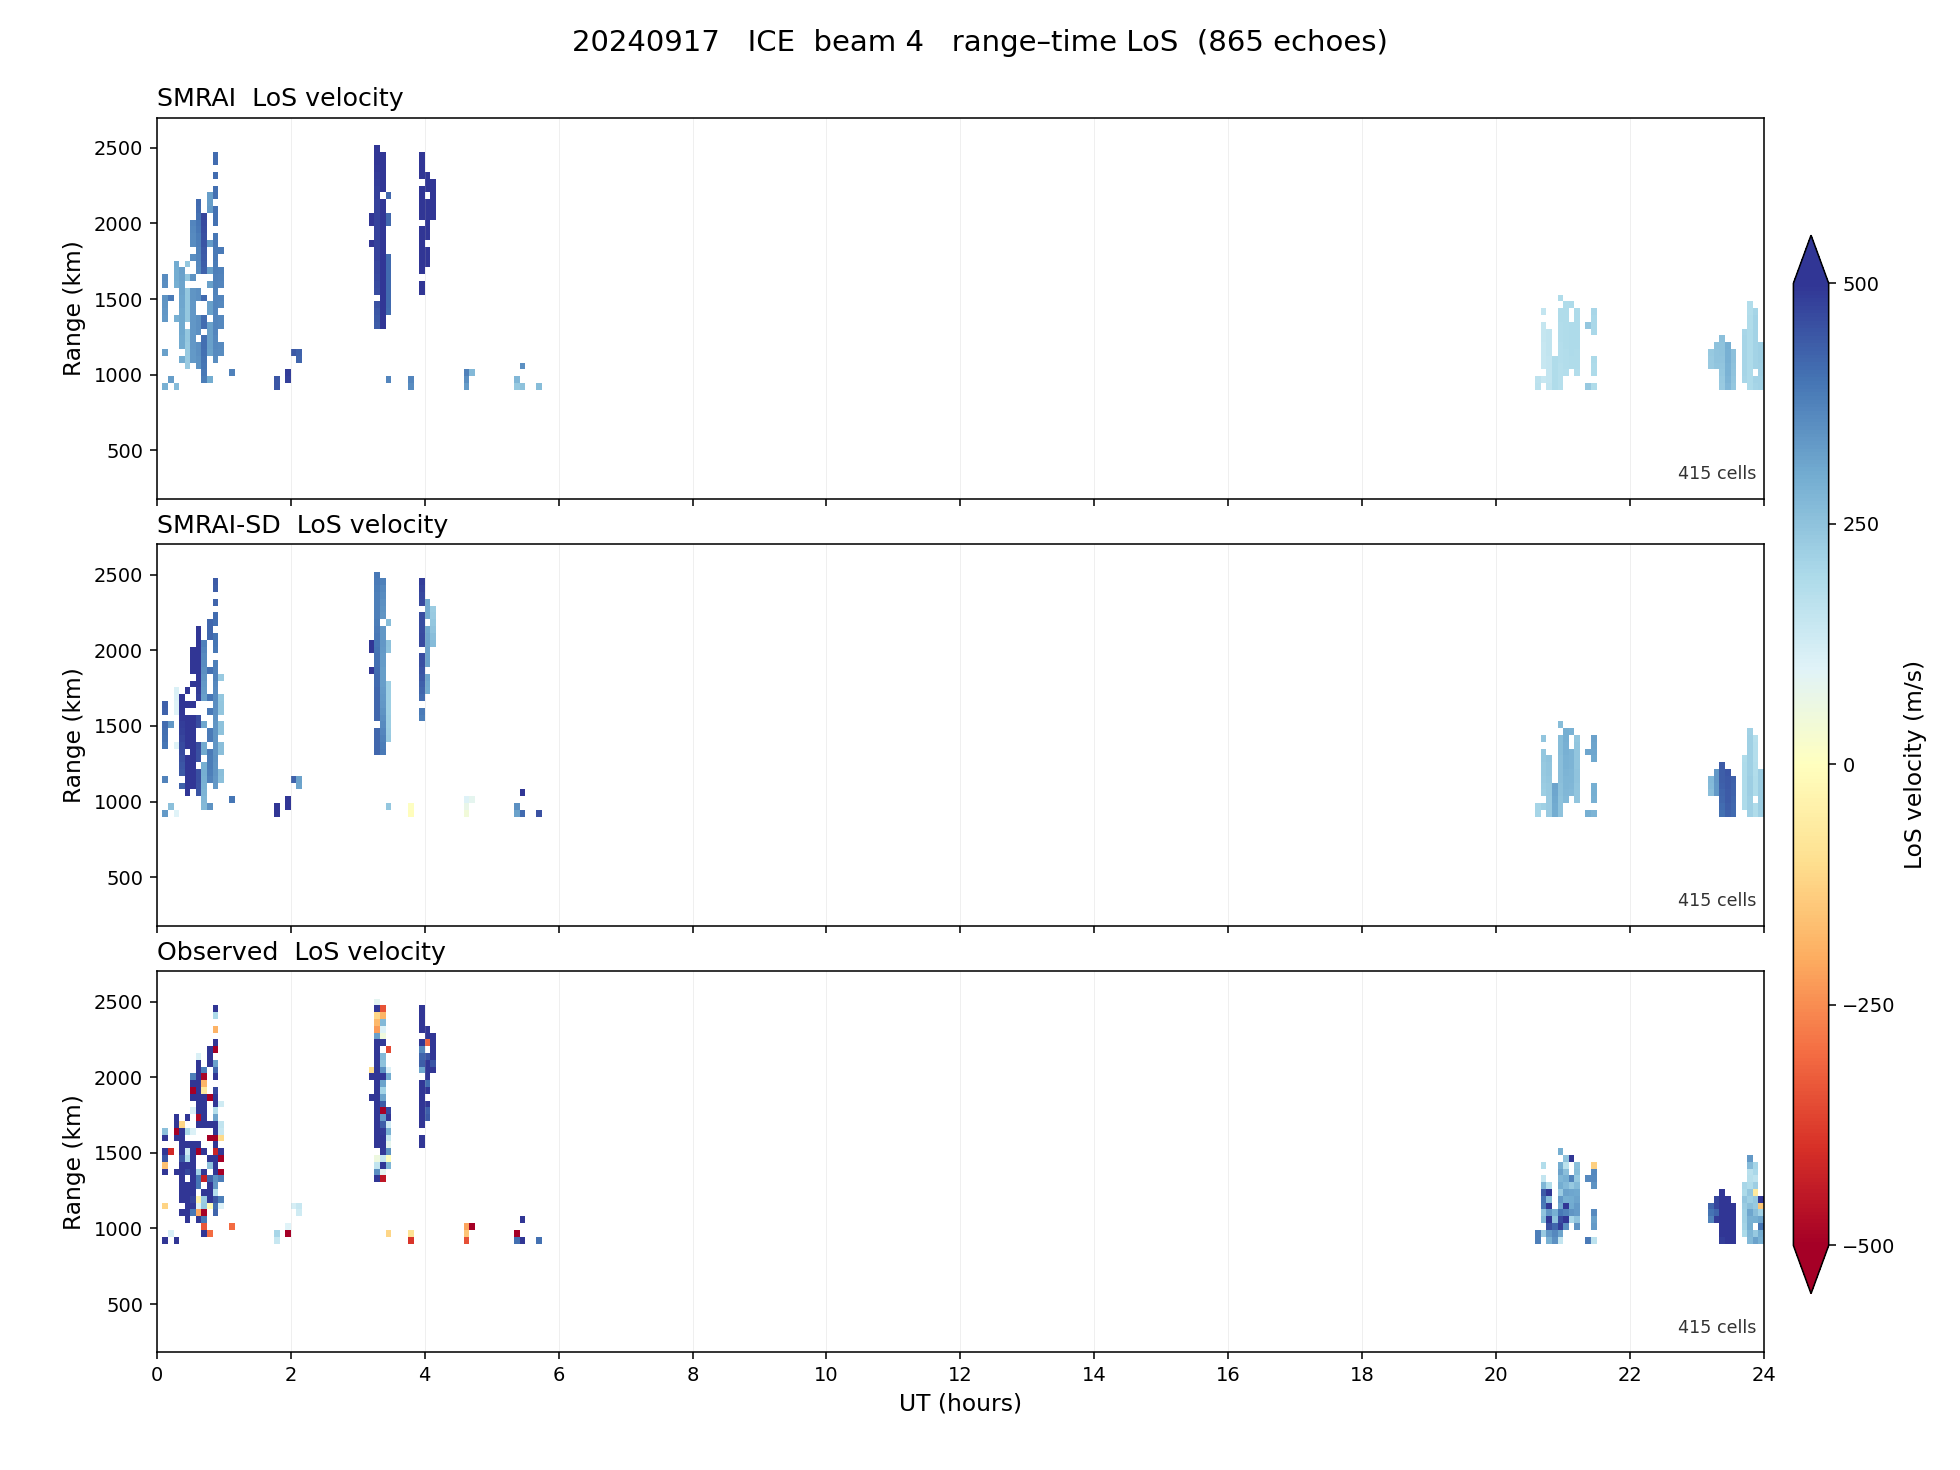 20240917   ICE  beam 4   range–time LoS  (865 echoes)
SMRAI  LoS velocity
2500
2000
1500
1000
500
Range (km)
415 cells
SMRAI-SD  LoS velocity
2500
2000
1500
1000
500
Range (km)
415 cells
Observed  LoS velocity
2500
2000
1500
1000
500
Range (km)
415 cells
0 2 4 6 8 10 12 14 16 18 20 22 24
UT (hours)
500
250
0
−250
−500
LoS velocity (m/s)